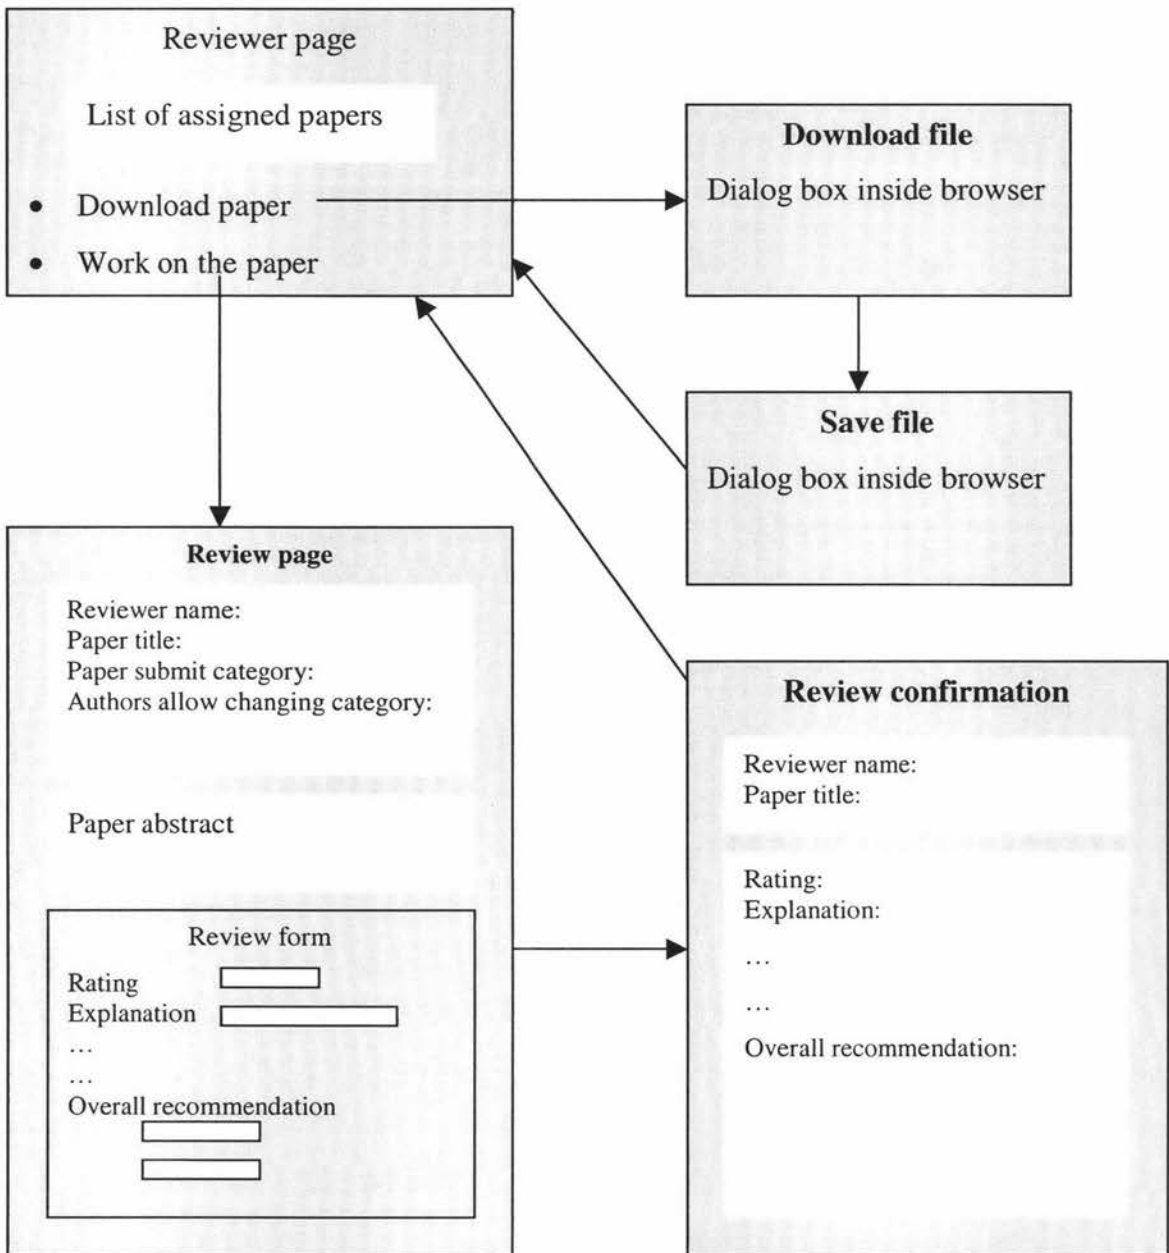 Reviewer page
List of assigned papers
• Download paper
• Work on the paper
Download file
Dialog box inside browser
Save file
Dialog box inside browser
Review page
Reviewer name:
Paper title:
Paper submit category:
Authors allow changing category:
Paper abstract
Review form
Rating
Explanation
…
…
Overall recommendation
Review confirmation
Reviewer name:
Paper title:
Rating:
Explanation:
…
…
Overall recommendation: